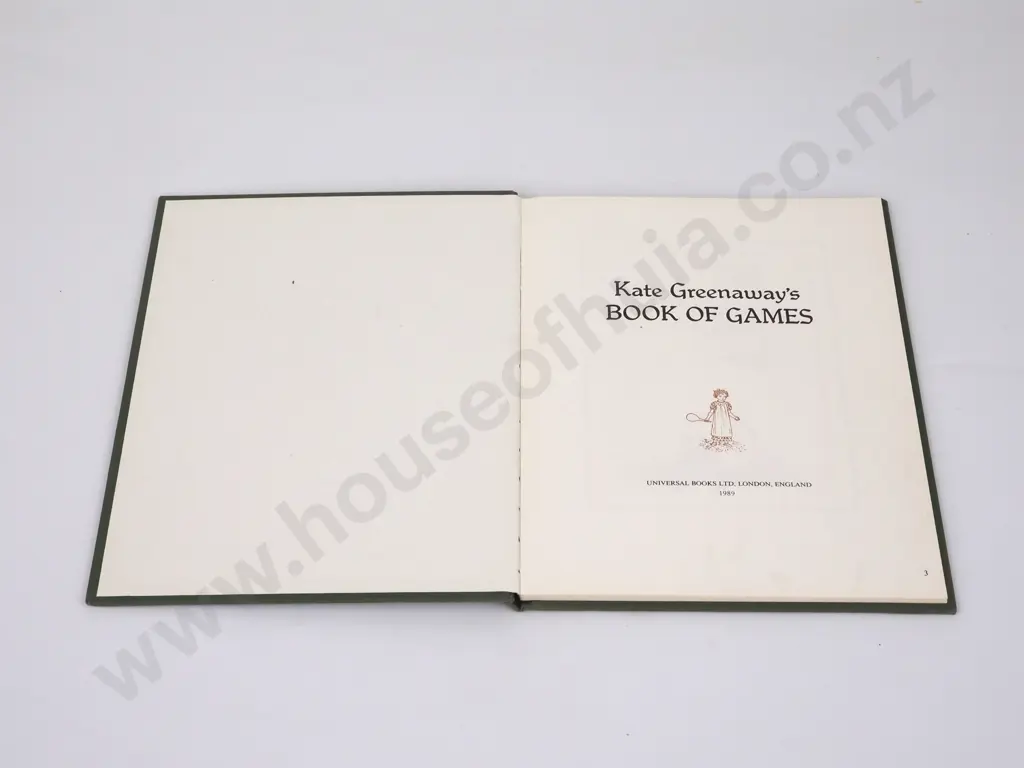 Kate Greenaway's
BOOK OF GAMES
UNIVERSAL BOOKS LTD, LONDON, ENGLAND
1989
3
www.houseofhuia.co.nz